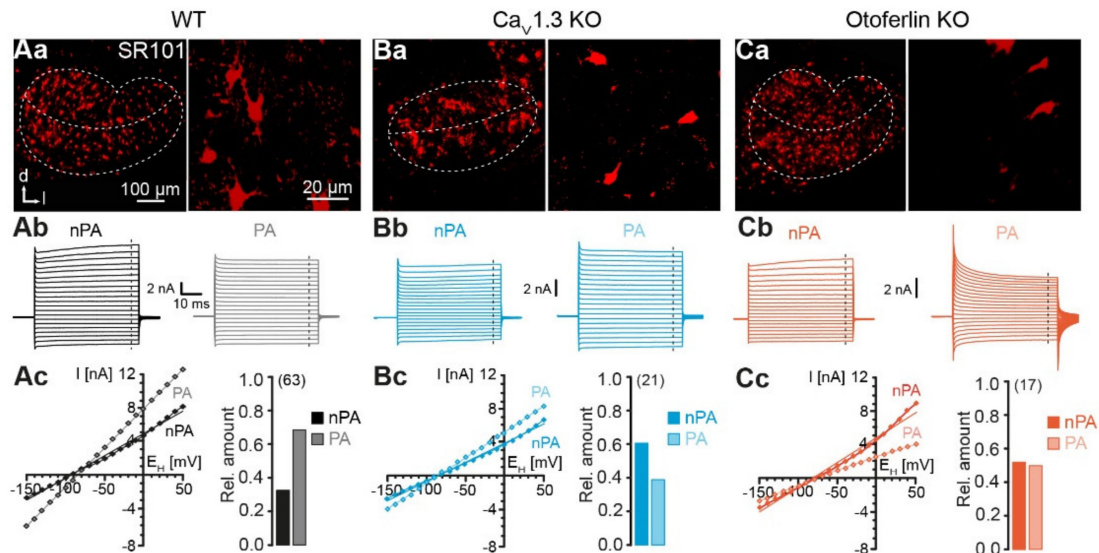 WT
Ca_V1.3 KO
Otoferlin KO
Aa
SR101
Ba
Ca
d
l
100 µm
20 µm
Ab
nPA
PA
Bb
nPA
PA
Cb
nPA
PA
2 nA
10 ms
2 nA
2 nA
Ac
I [nA] 12
PA
8
nPA
4
E_H [mV]
-150 -100 -50 50
-4
-8
1.0 (63)
0.8
0.6
0.4
0.2
0.0
Rel. amount
nPA
PA
Bc
I [nA] 12
PA
8
4
nPA
E_H [mV]
-150 -100 -50 50
-4
-8
1.0 (21)
0.8
0.6
0.4
0.2
0.0
Rel. amount
nPA
PA
Cc
I [nA] 12
nPA
8
4
PA
E_H [mV]
-150 -100 -50 50
-4
-8
1.0 (17)
0.8
0.6
0.4
0.2
0.0
Rel. amount
nPA
PA